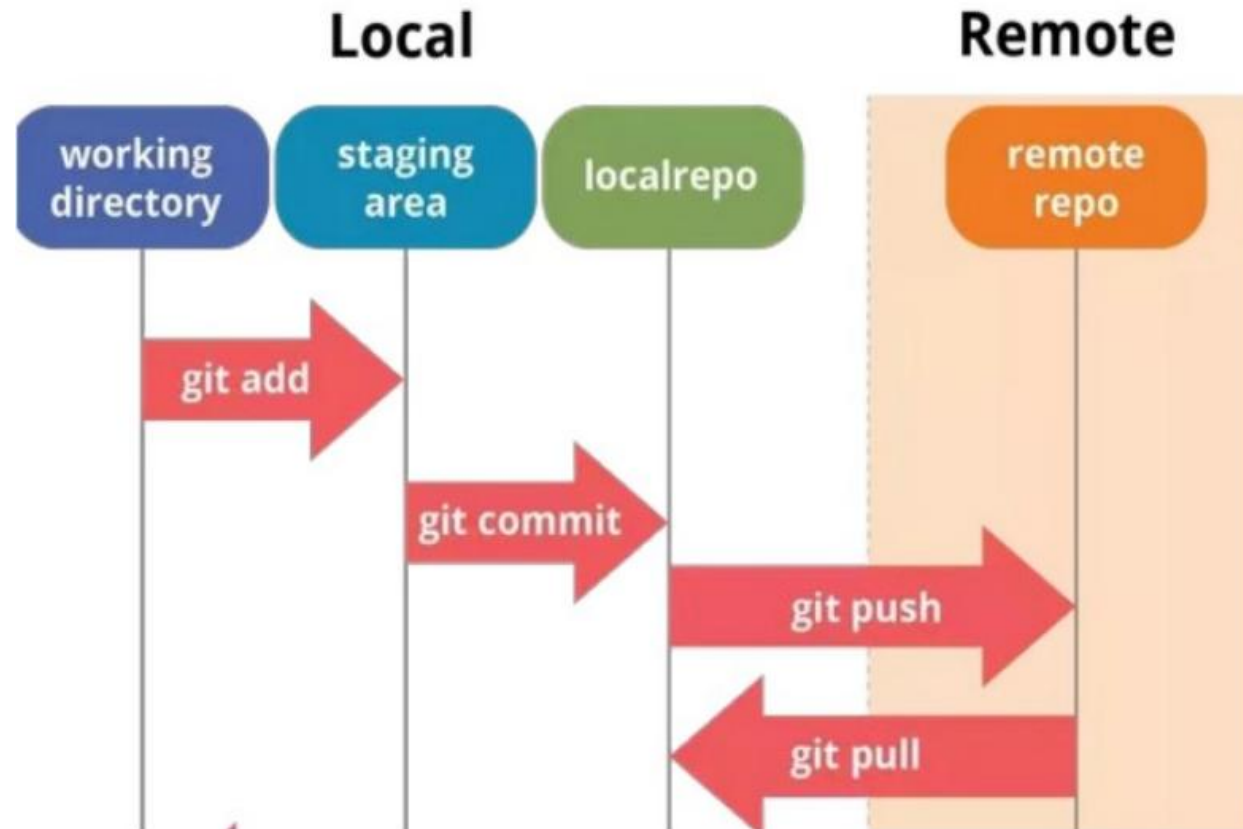 Local
Remote
working
directory
staging
area
localrepo
remote
repo
git add
git commit
git push
git pull